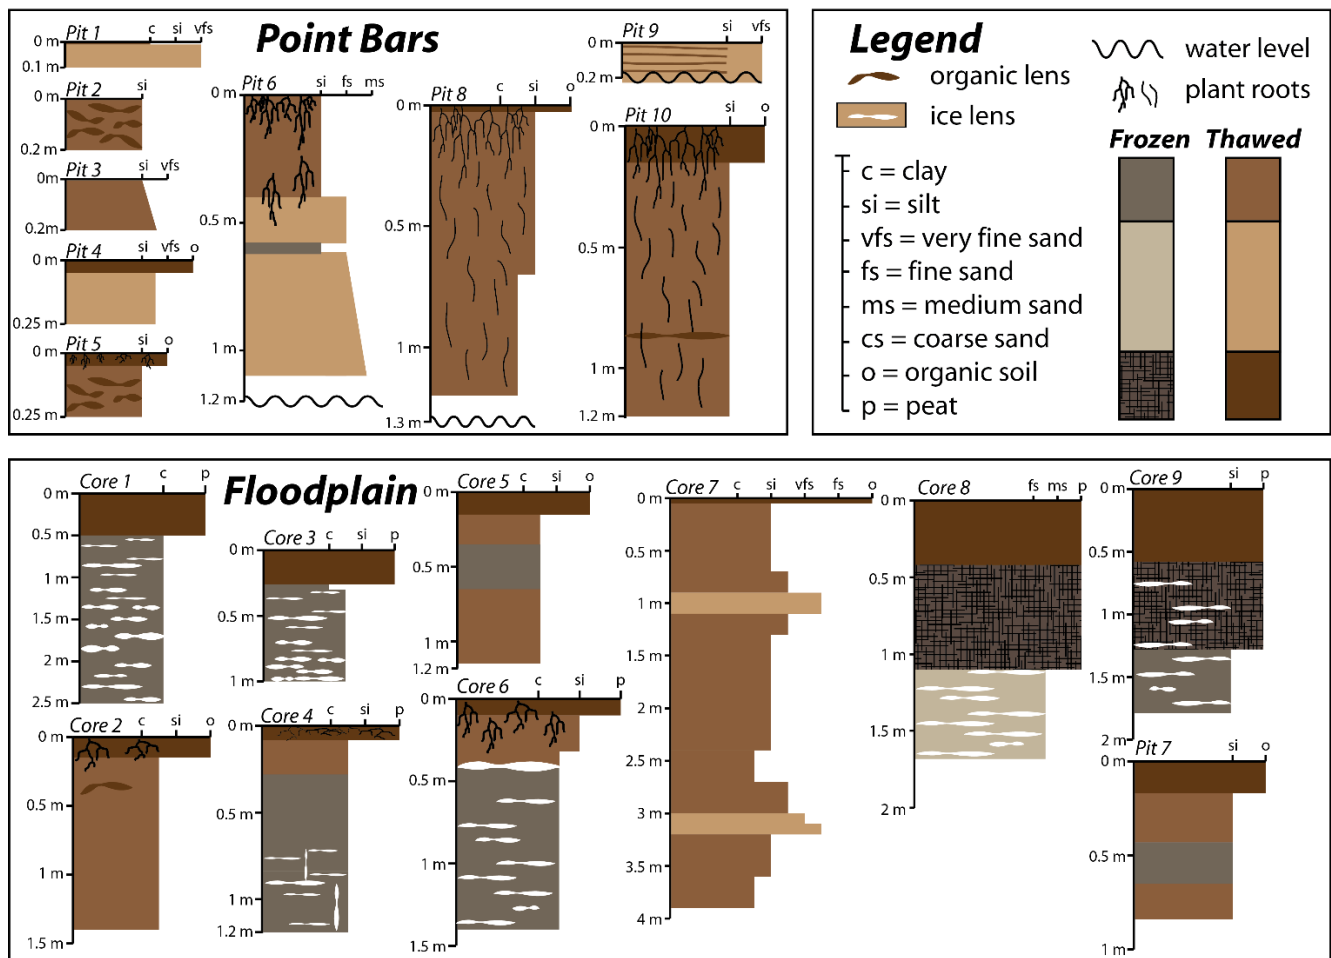 Point Bars
Pit 1
c si vfs
0 m
0.1 m
Pit 2
si
0 m
0.2 m
Pit 3
si vfs
0m
0.2m
Pit 4
si vfs o
0 m
0.25 m
Pit 5
si o
0 m
0.25 m
Pit 6
si fs ms
0 m
0.5 m
1 m
1.2 m
Pit 8
c si o
0 m
0.5 m
1 m
1.3 m
Pit 9
si vfs
0 m
0.2 m
Pit 10
si o
0 m
0.5 m
1 m
1.2 m
Legend
organic lens
ice lens
water level
plant roots
Frozen Thawed
c = clay
si = silt
vfs = very fine sand
fs = fine sand
ms = medium sand
cs = coarse sand
o = organic soil
p = peat
Floodplain
Core 1
c p
0 m
0.5 m
1 m
1.5 m
2 m
2.5 m
Core 2
c si o
0 m
0.5 m
1 m
1.5 m
Core 3
c si p
0 m
0.5 m
1 m
Core 4
c si p
0 m
0.5 m
1 m
1.2 m
Core 5
c si o
0 m
0.5 m
1 m
1.2 m
Core 6
c si p
0 m
0.5 m
1 m
1.5 m
Core 7
c si vfs fs o
0 m
0.5 m
1 m
1.5 m
2 m
2.5 m
3 m
3.5 m
4 m
Core 8
fs ms p
0 m
0.5 m
1 m
1.5 m
2 m
Core 9
si p
0 m
0.5 m
1 m
1.5 m
2 m
Pit 7
si o
0 m
0.5 m
1 m